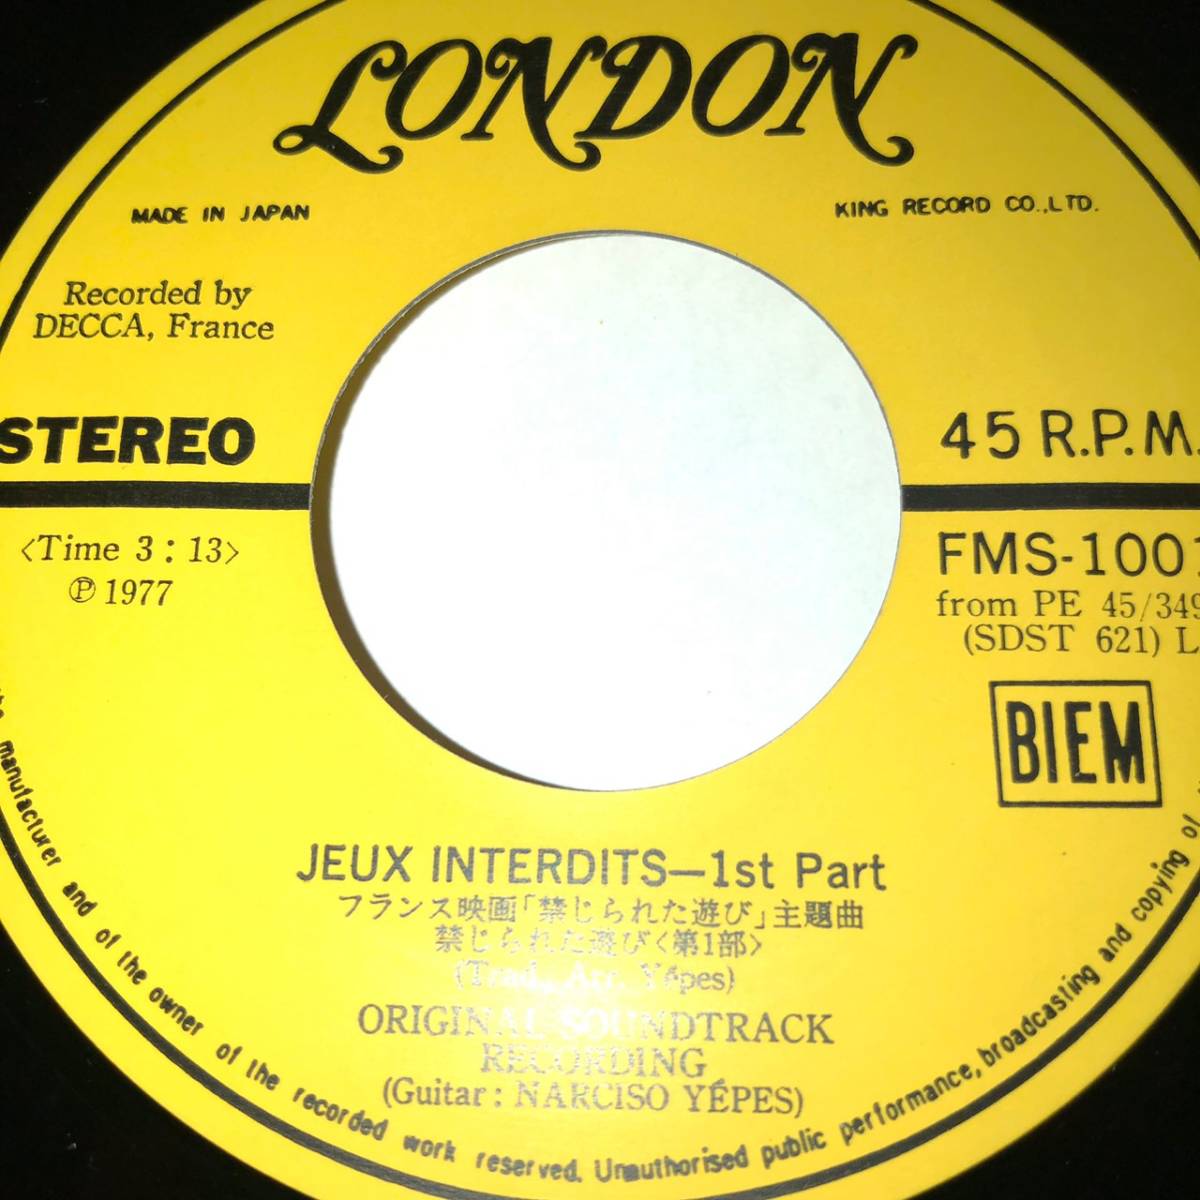 LONDON
MADE IN JAPAN
KING RECORD CO.,LTD.
Recorded by
DECCA, France
STEREO
45 R.P.M.
<Time 3:13>
Ⓟ 1977
FMS-1001
from PE 45/349
(SDST 621) L
BIEM
JEUX INTERDITS—1st Part
フランス映画「禁じられた遊び」主題曲
禁じられた遊び<第1部>
(Trad., Arr. Yépes)
ORIGINAL SOUNDTRACK
RECORDING
(Guitar: NARCISO YÉPES)
manufacturer and of the owner of the recorded work reserved. Unauthorised public performance, broadcasting and copying of